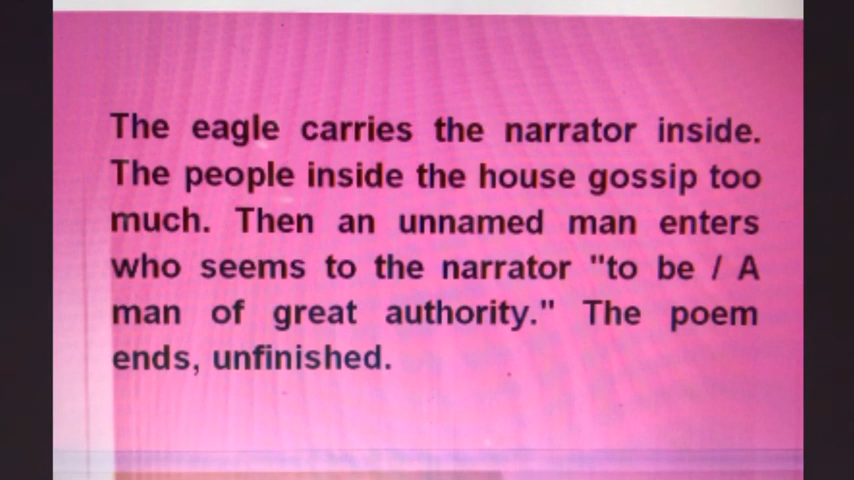 The eagle carries the narrator inside.
The people inside the house gossip too
much. Then an unnamed man enters
who seems to the narrator "to be / A
man of great authority." The poem
ends, unfinished.